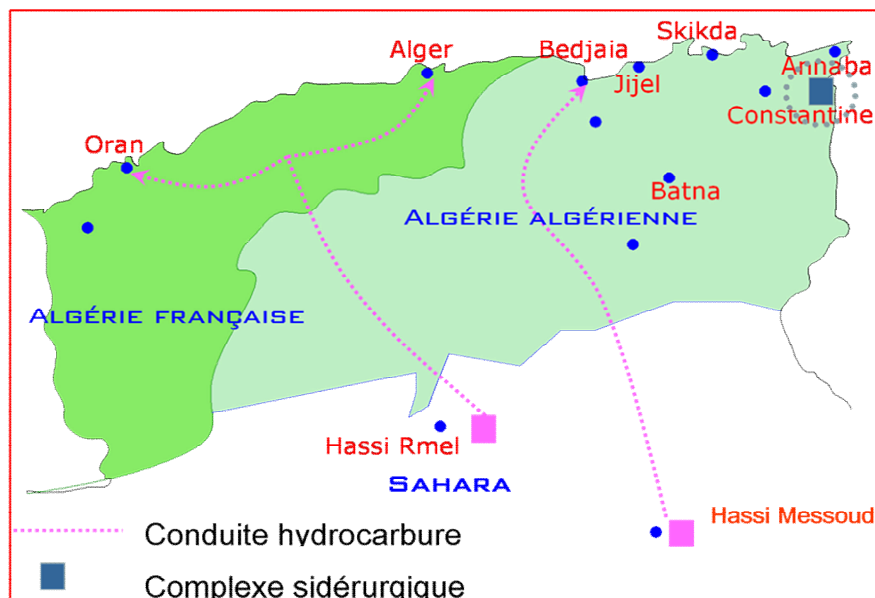 Skikda
Alger
Bedjaia
Annaba
Jijel
Constantine
Oran
Batna
ALGÉRIE ALGÉRIENNE
ALGÉRIE FRANÇAISE
Hassi Rmel
SAHARA
Hassi Messoud
Conduite hydrocarbure
Complexe sidérurgique